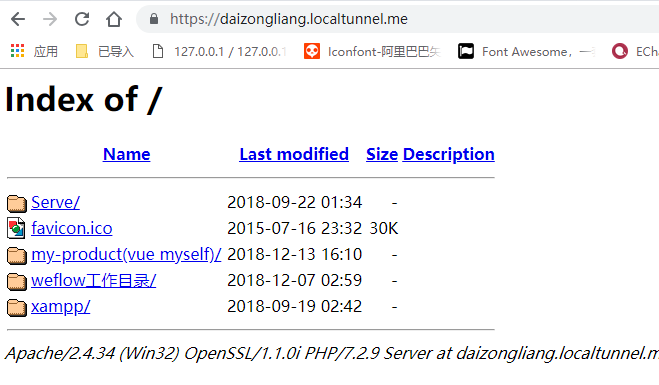 https://daizongliang.localtunnel.me
应用 已导入 127.0.0.1 / 127.0.1 Iconfont-阿里巴巴矢 Font Awesome, 一 ECha
Index of /
Name Last modified Size Description
Serve/ 2018-09-22 01:34 -
favicon.ico 2015-07-16 23:32 30K
my-product(vue myself)/ 2018-12-13 16:10 -
weflow工作目录/ 2018-12-07 02:59 -
xampp/ 2018-09-19 02:42 -
Apache/2.4.34 (Win32) OpenSSL/1.1.0i PHP/7.2.9 Server at daizongliang.localtunnel.m